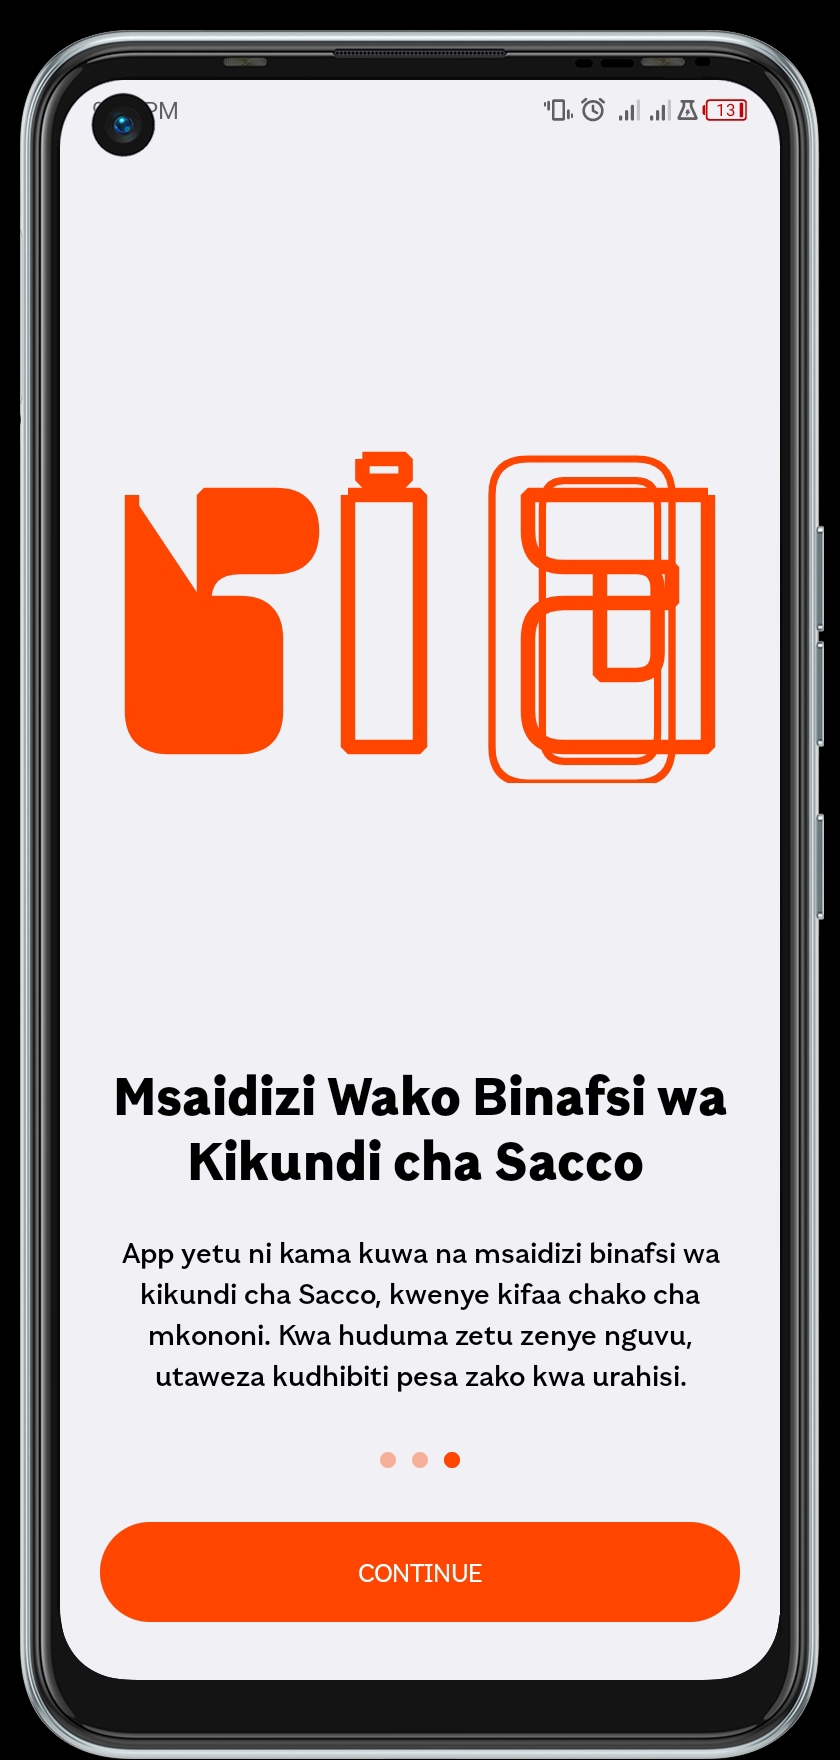 PM
13
Msaidizi Wako Binafsi wa
Kikundi cha Sacco
App yetu ni kama kuwa na msaidizi binafsi wa
kikundi cha Sacco, kwenye kifaa chako cha
mkononi. Kwa huduma zetu zenye nguvu,
utaweza kudhibiti pesa zako kwa urahisi.
CONTINUE